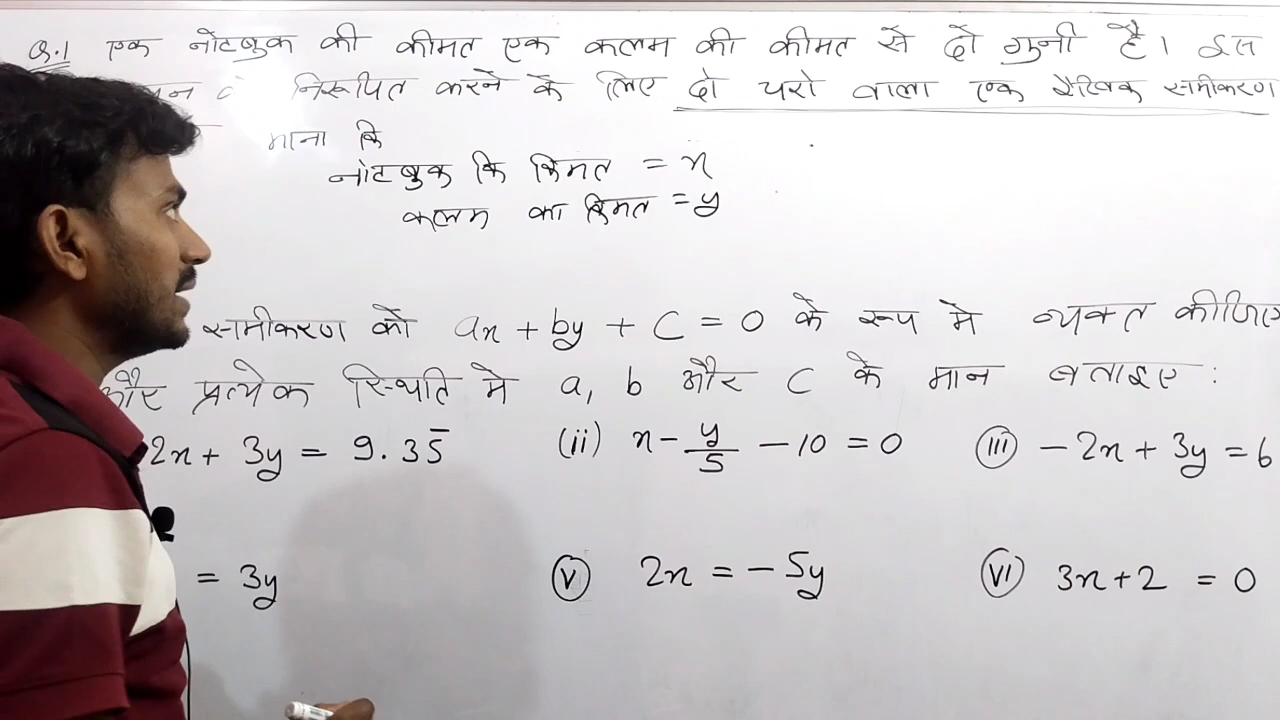 Q.1 एक नोटबुक की कीमत एक कलम की कीमत से दो गुनी है। इस
निरूपित करने के लिए दो चरो वाला एक रैखिक समीकरण
माना कि
नोटबुक कि किमत = x
कलम का किमत = y
समीकरण को ax + by + c = 0 के रूप मे व्यक्त कीजिए
और प्रत्येक स्थिति मे a, b और c के मान बताइए :
2x + 3y = 9.35̅ (ii) x - y/5 - 10 = 0 (iii) -2x + 3y = 6
= 3y (v) 2x = -5y (vi) 3x + 2 = 0